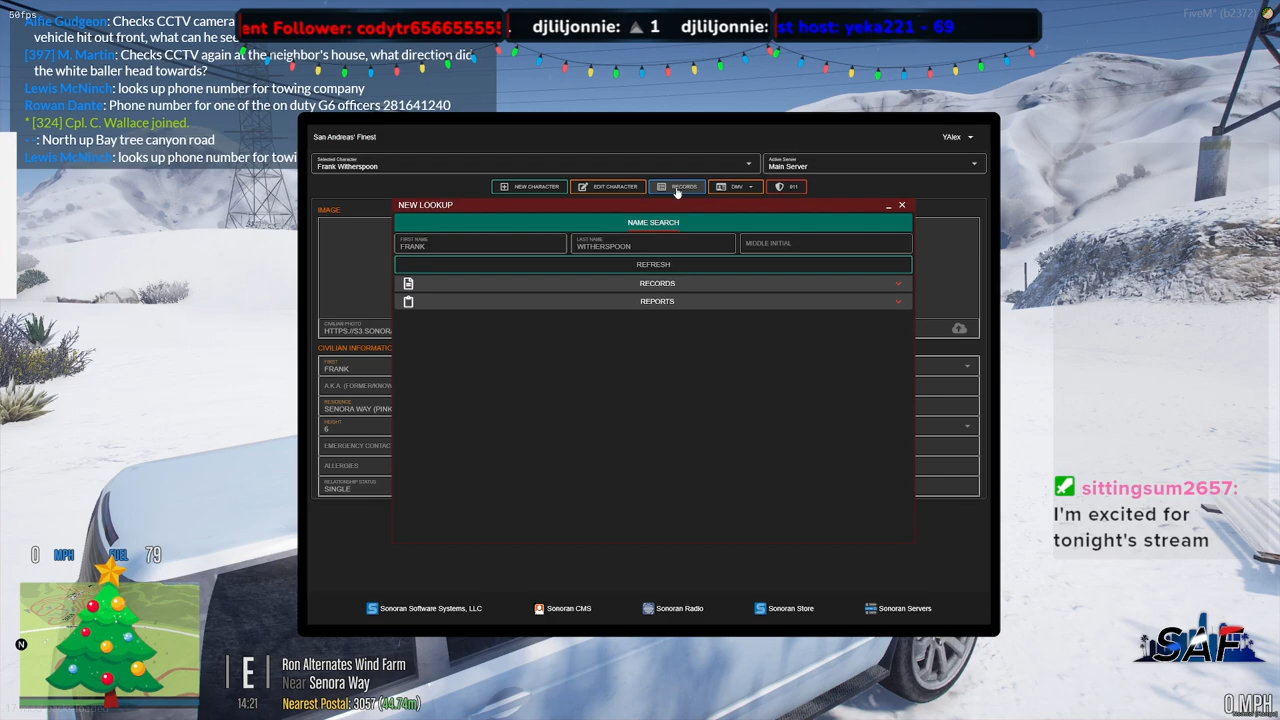 50fps
FiveM® (b2372)
Alfie Gudgeon: Checks CCTV camera
vehicle hit out front, what can he see
[397] M. Martin: Checks CCTV again at the neighbor's house, what direction did
the white baller head towards?
Lewis McNinch: looks up phone number for towing company
Rowan Dante: Phone number for one of the on duty G6 officers 281641240
* [324] Cpl. C. Wallace joined.
: North up Bay tree canyon road
Lewis McNinch: looks up phone number for towi
ent Follower: codytr6566555551
djliljonnie: ▲ 1 djliljonnie:
st host: yeka221 - 69
San Andreas' Finest
YAlex
Selected Character
Frank Witherspoon
Active Server
Main Server
NEW CHARACTER
EDIT CHARACTER
RECORDS
DMV
911
IMAGE
NEW LOOKUP
NAME SEARCH
FIRST NAME
FRANK
LAST NAME
WITHERSPOON
MIDDLE INITIAL
REFRESH
RECORDS
REPORTS
CIVILIAN PHOTO
HTTPS://S3.SONORA
CIVILIAN INFORMATIC
FIRST
FRANK
A.K.A. (FORMER/KNOW
RESIDENCE
SENORA WAY (PINK
HEIGHT
6
EMERGENCY CONTAC
ALLERGIES
RELATIONSHIP STATUS
SINGLE
Sonoran Software Systems, LLC
Sonoran CMS
Sonoran Radio
Sonoran Store
Sonoran Servers
sittingsum2657:
I'm excited for
tonight's stream
0 MPH FUEL 79
N
E
14:21
Ron Alternates Wind Farm
Near Senora Way
Nearest Postal: 3057 (44.74m)
SAF
0 MPH